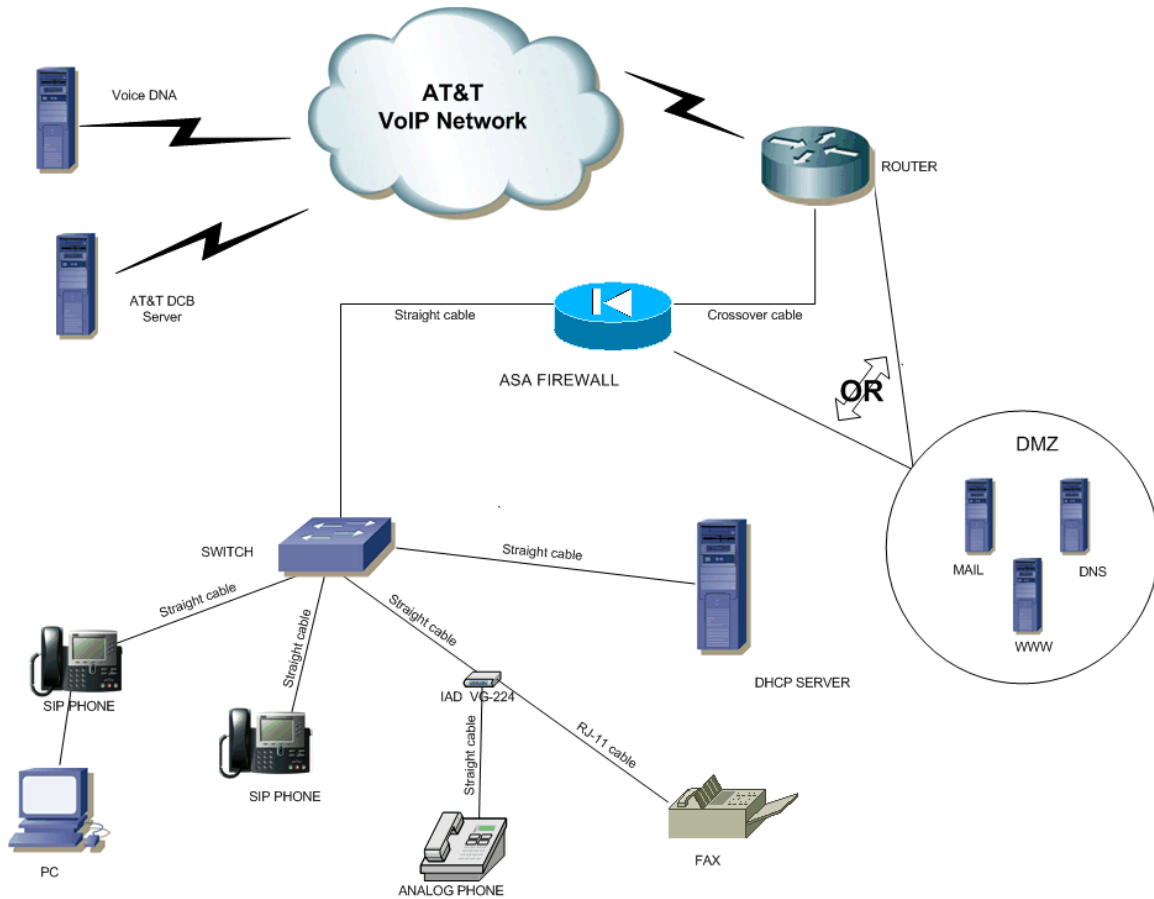 AT&T
VoIP Network
Voice DNA
ROUTER
AT&T DCB
Server
Straight cable
Crossover cable
ASA FIREWALL
OR
DMZ
MAIL
DNS
WWW
SWITCH
Straight cable
Straight cable
Straight cable
Straight cable
SIP PHONE
IAD VG-224
DHCP SERVER
Straight cable
RJ-11 cable
SIP PHONE
PC
ANALOG PHONE
FAX